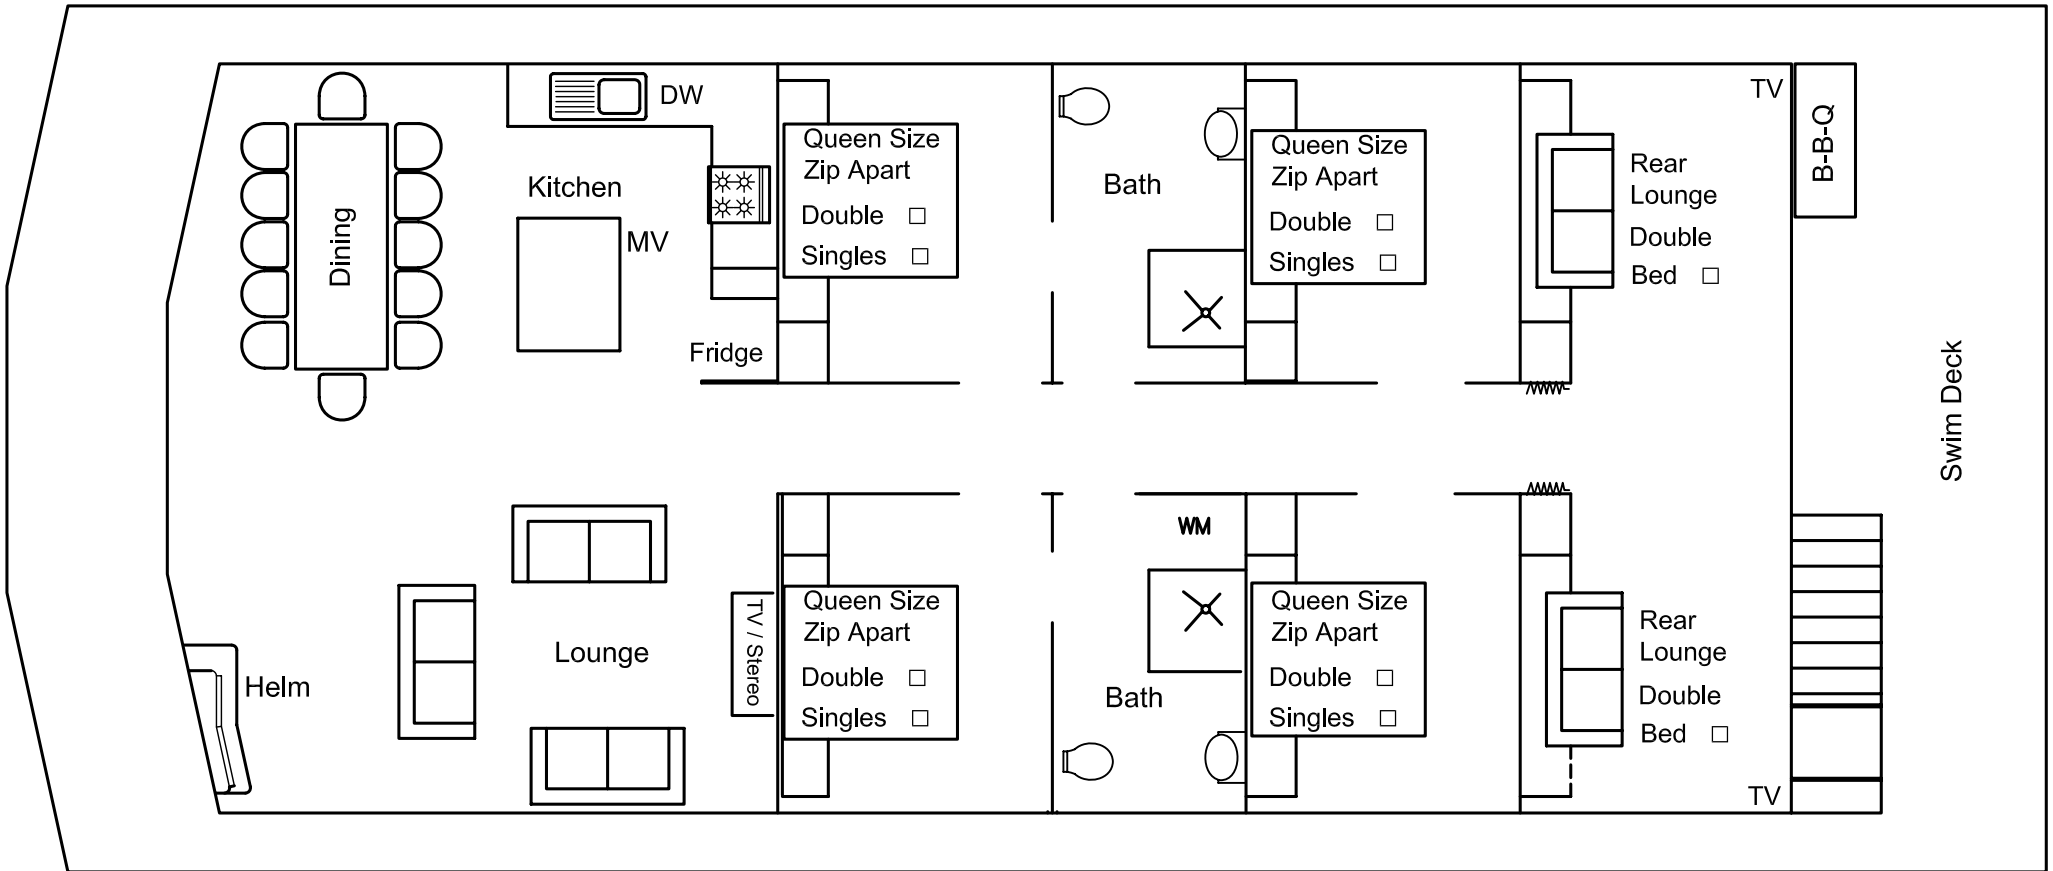 DW
Kitchen
MV
Dining
Fridge
Queen Size
Zip Apart
Double □
Singles □
Bath
Queen Size
Zip Apart
Double □
Singles □
Rear
Lounge
Double
Bed □
TV
B-B-Q
Swim Deck
Helm
Lounge
TV / Stereo
Queen Size
Zip Apart
Double □
Singles □
WM
Bath
Queen Size
Zip Apart
Double □
Singles □
Rear
Lounge
Double
Bed □
TV